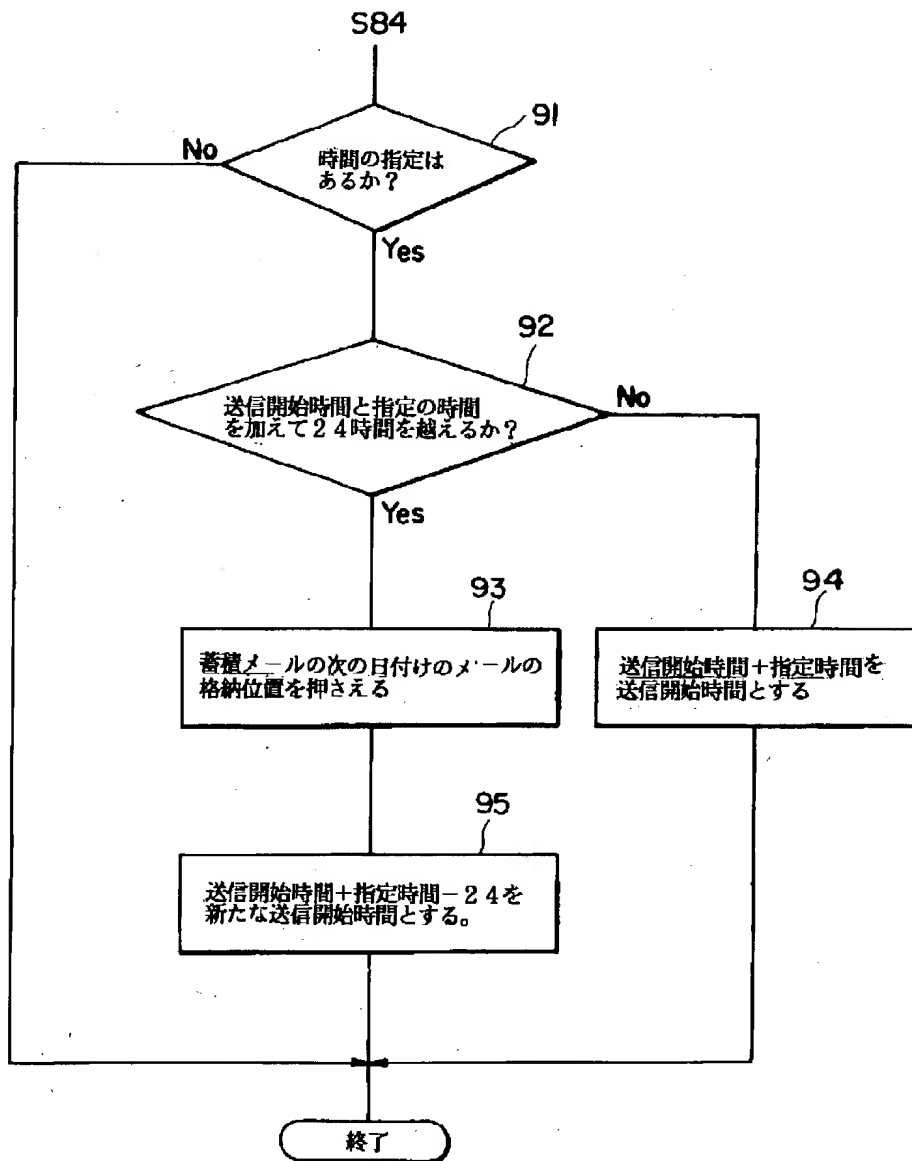 S84
91
No
時間の指定は
あるか？
Yes
92
送信開始時間と指定の時間
を加えて２４時間を越えるか？
No
Yes
93
蓄積メールの次の日付けのメールの
格納位置を押さえる
94
送信開始時間＋指定時間を
送信開始時間とする
95
送信開始時間＋指定時間－２４を
新たな送信開始時間とする。
終了